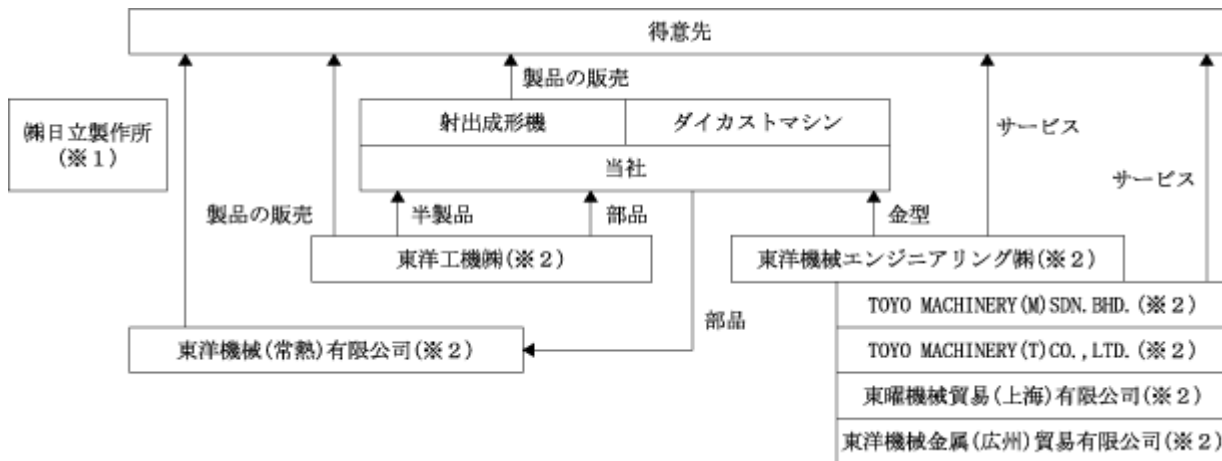 得意先
製品の販売
㈱日立製作所
(※１)
射出成形機
ダイカストマシン
サービス
当社
サービス
製品の販売
半製品
部品
金型
東洋工機㈱(※２)
東洋機械エンジニアリング㈱(※２)
TOYO MACHINERY(M)SDN.BHD.(※２)
部品
東洋機械(常熟)有限公司(※２)
TOYO MACHINERY(T)CO.,LTD.(※２)
東曜機械貿易(上海)有限公司(※２)
東洋機械金属(広州)貿易有限公司(※２)